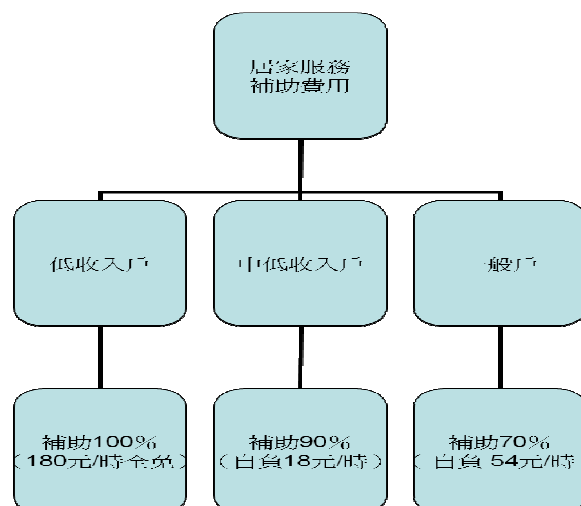 居家服務
補助費用
低收入戶
中低收入戶
一般戶
補助100%
（180元/時全免）
補助90%
（自負18元/時）
補助70%
（自負 54元/時）